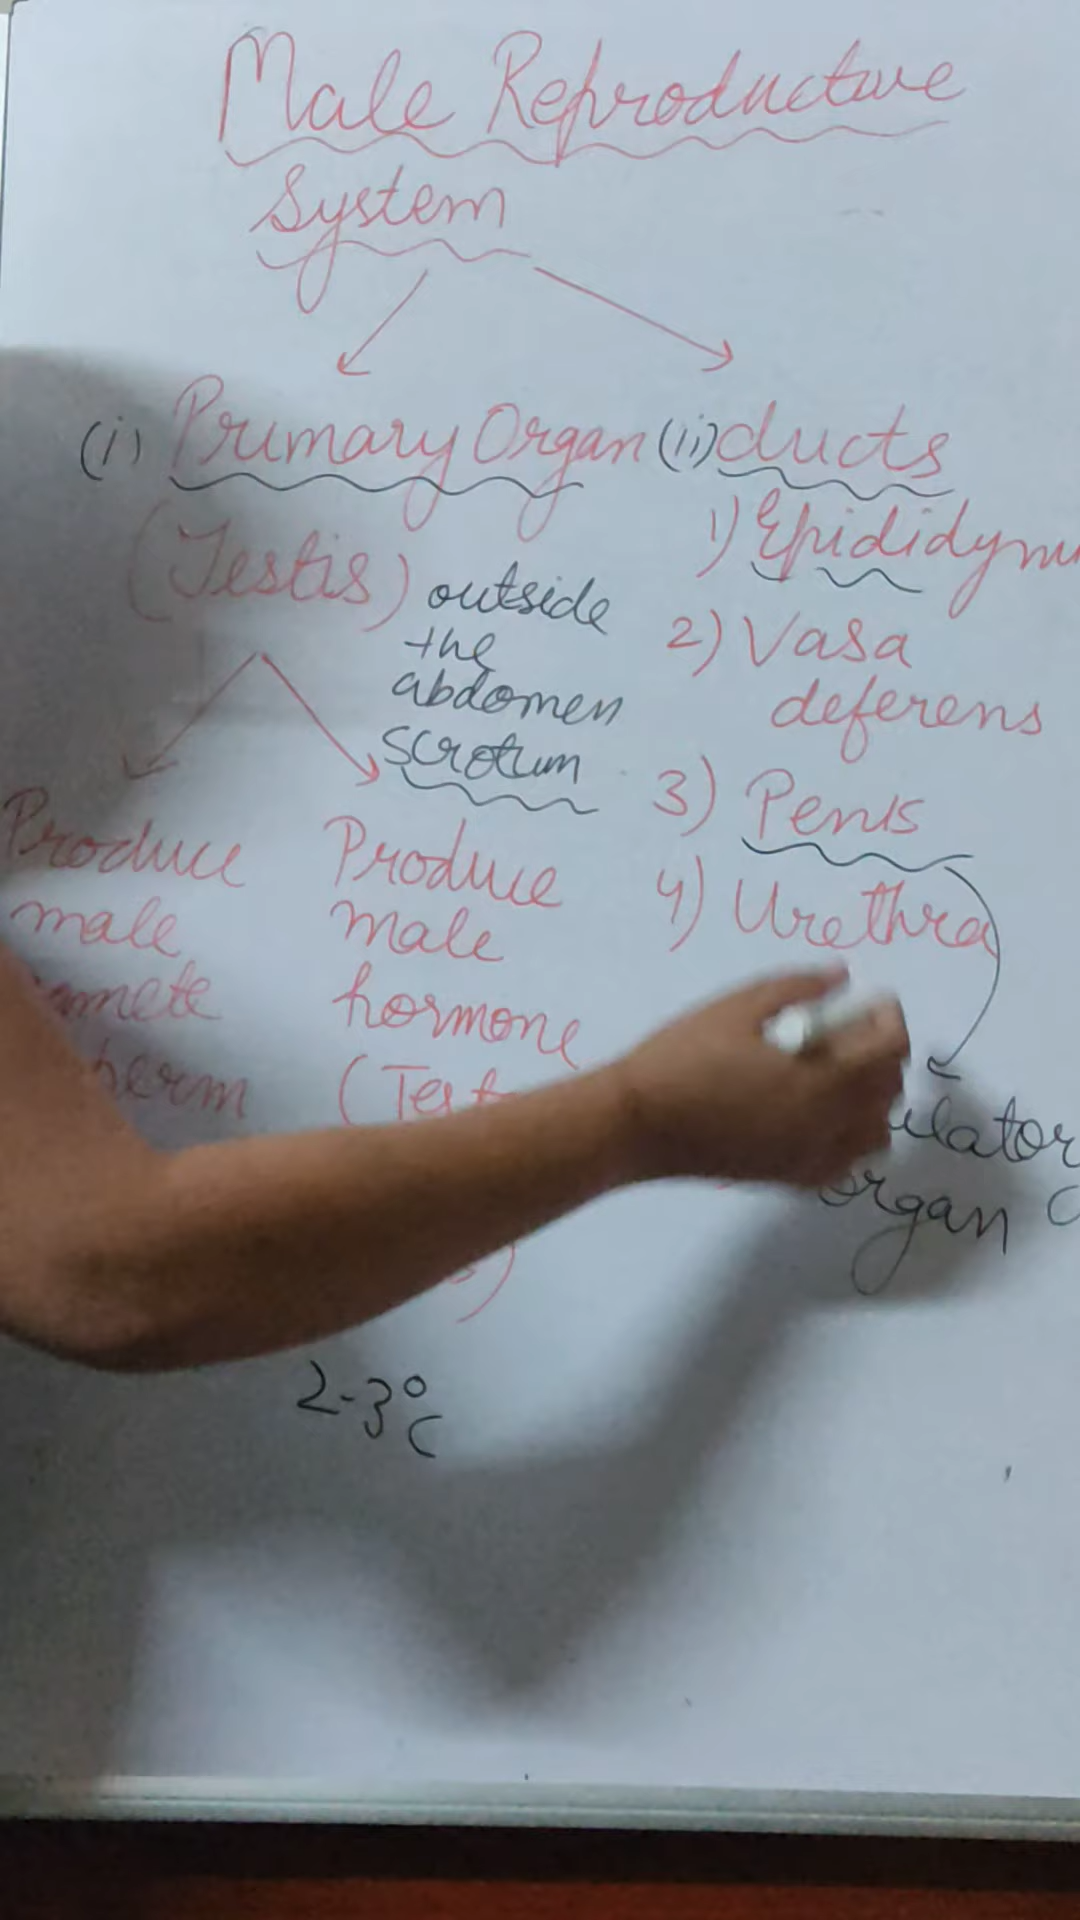 Male Reproductive
System
(i) Primary Organ (ii) ducts
(Testis) outside
the
abdomen
scrotum
Produce
male
Produce
male
hormone
1) Epididym
2) Vasa
deferens
3) Penis
4) Urethra
organ
2-3°C